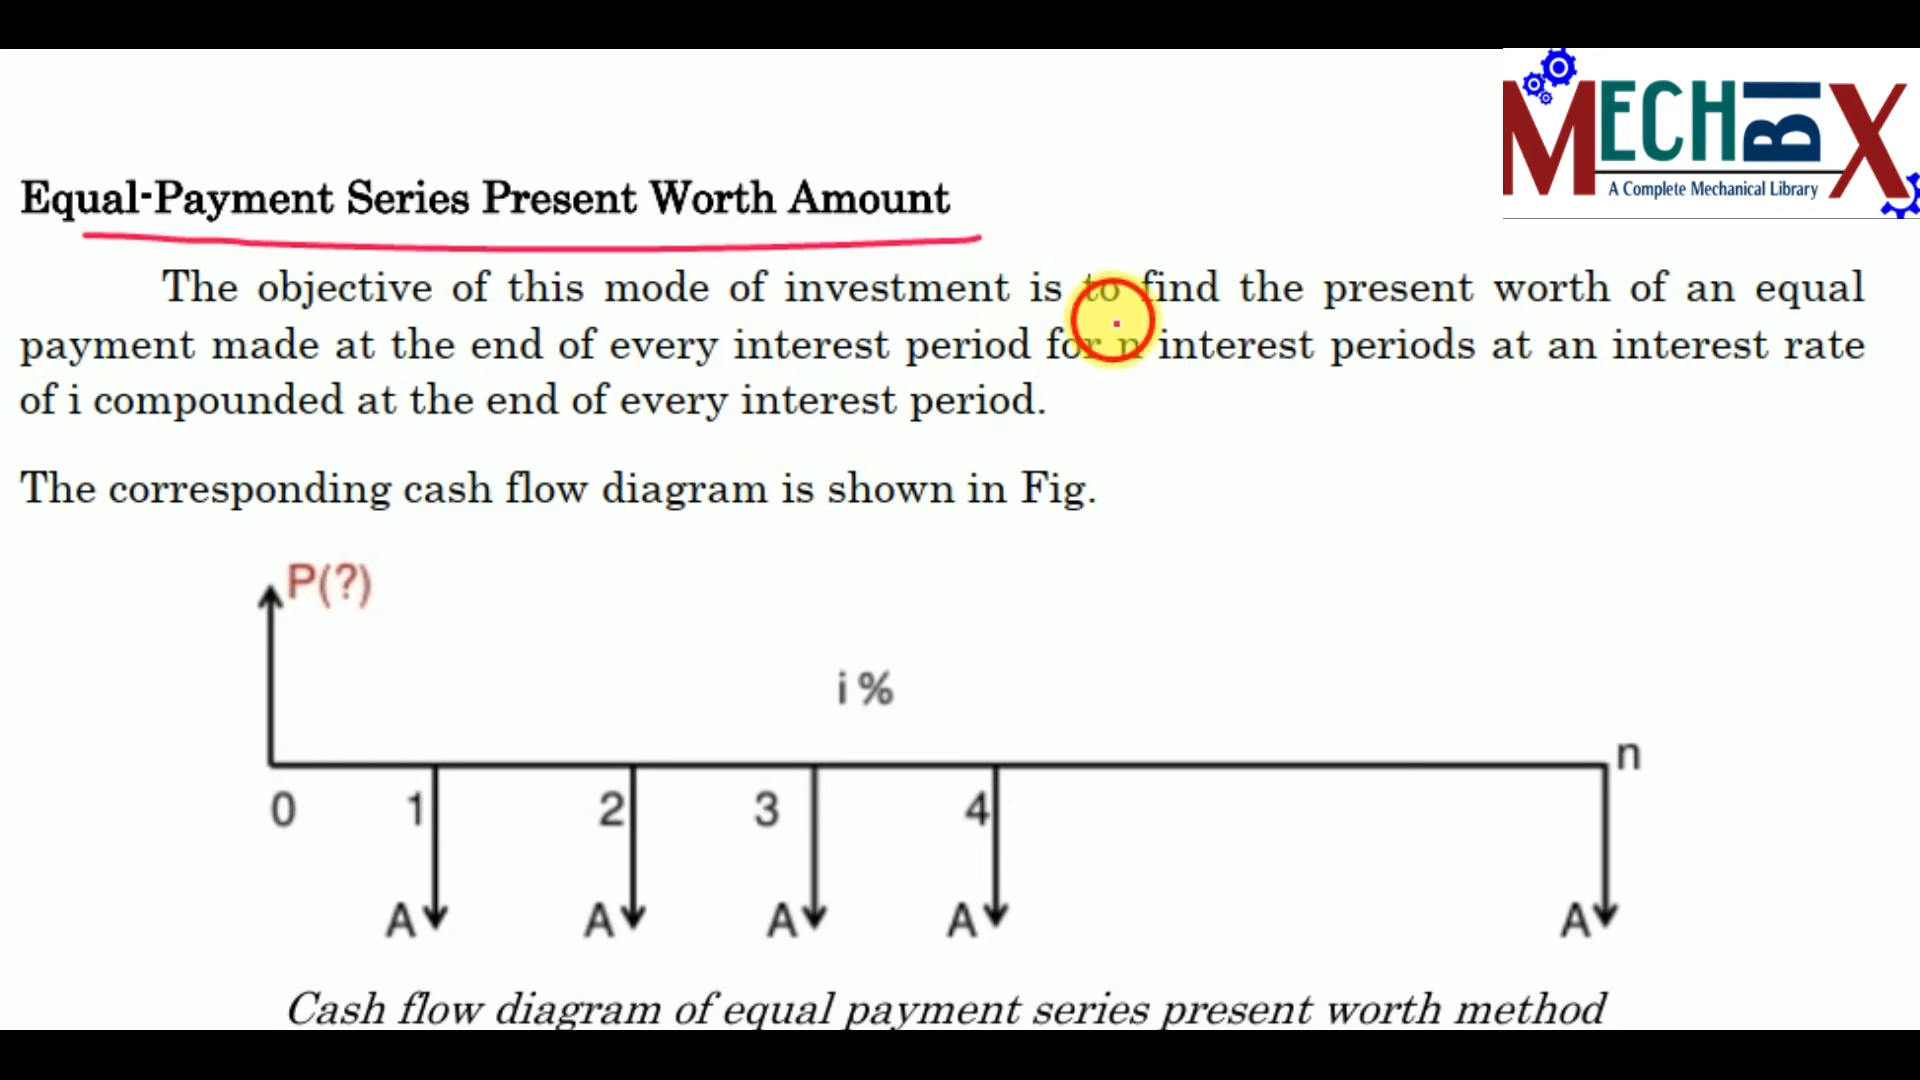 MECHBIX
A Complete Mechanical Library
Equal-Payment Series Present Worth Amount
The objective of this mode of investment is to find the present worth of an equal
payment made at the end of every interest period for n interest periods at an interest rate
of i compounded at the end of every interest period.
The corresponding cash flow diagram is shown in Fig.
P(?)
i %
n
0 1 2 3 4
A A A A A
Cash flow diagram of equal payment series present worth method